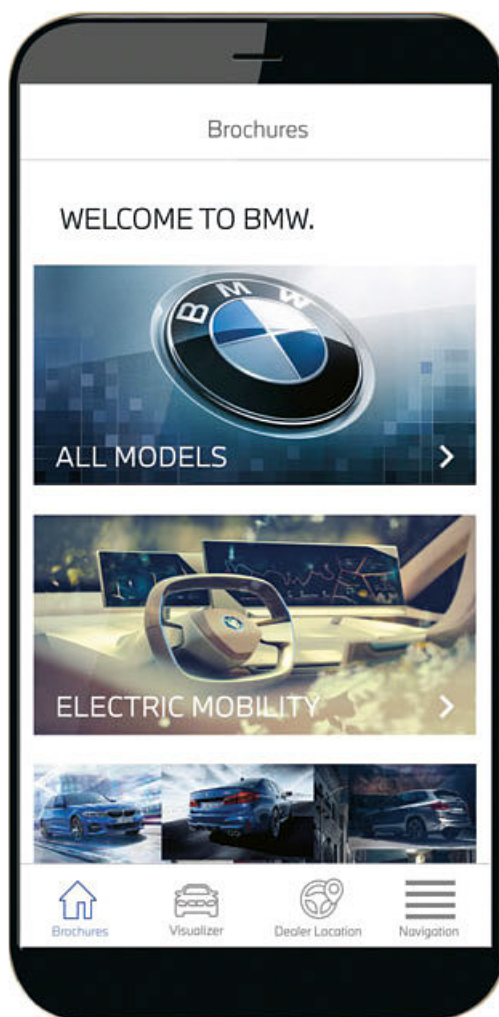 Brochures
WELCOME TO BMW.
BMW
ALL MODELS
ELECTRIC MOBILITY
Brochures
Visualizer
Dealer Location
Navigation